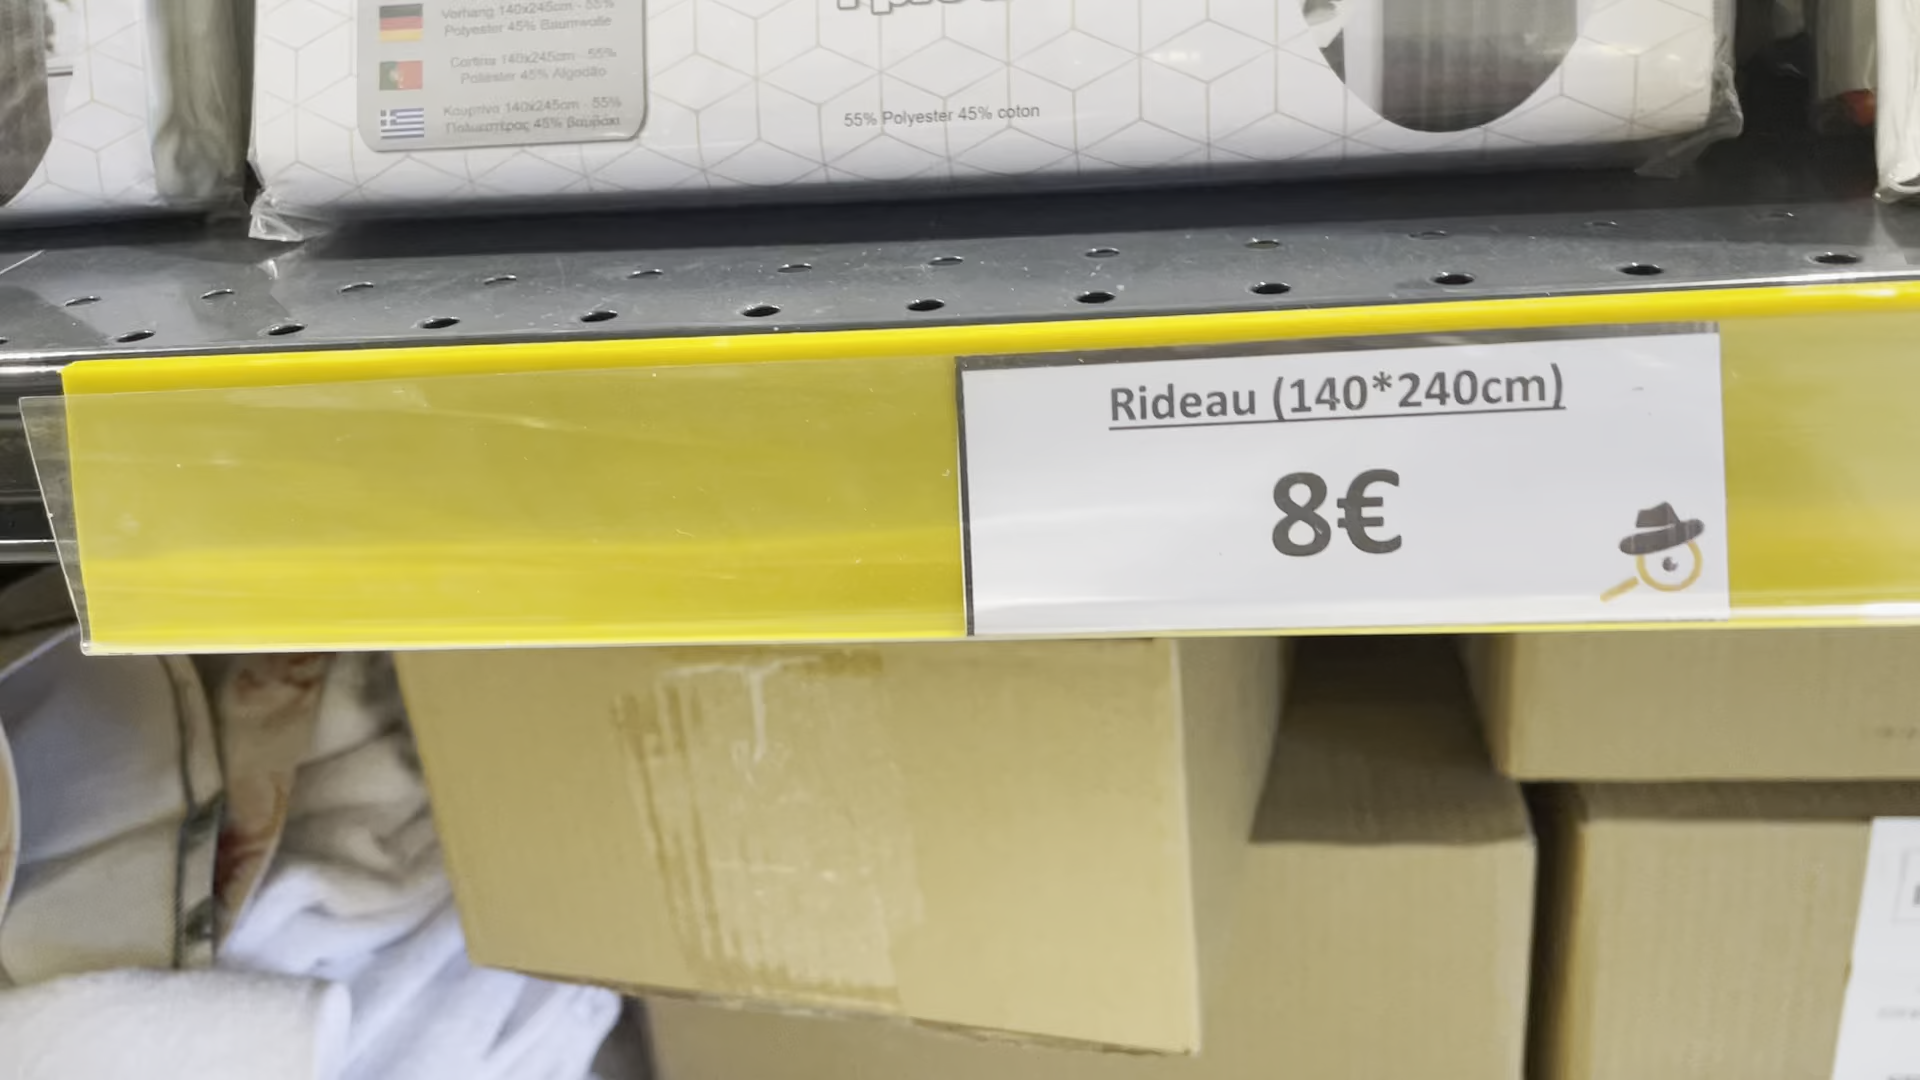 Vorhang 140x245cm - 55%
Polyester 45% Baumwolle
Cortina 140x245cm - 55%
Poliéster 45% Algodão
Κουρτίνα 140x245cm - 55%
Πολυεστέρας 45% βαμβάκι
55% Polyester 45% coton
Rideau (140*240cm)
8€